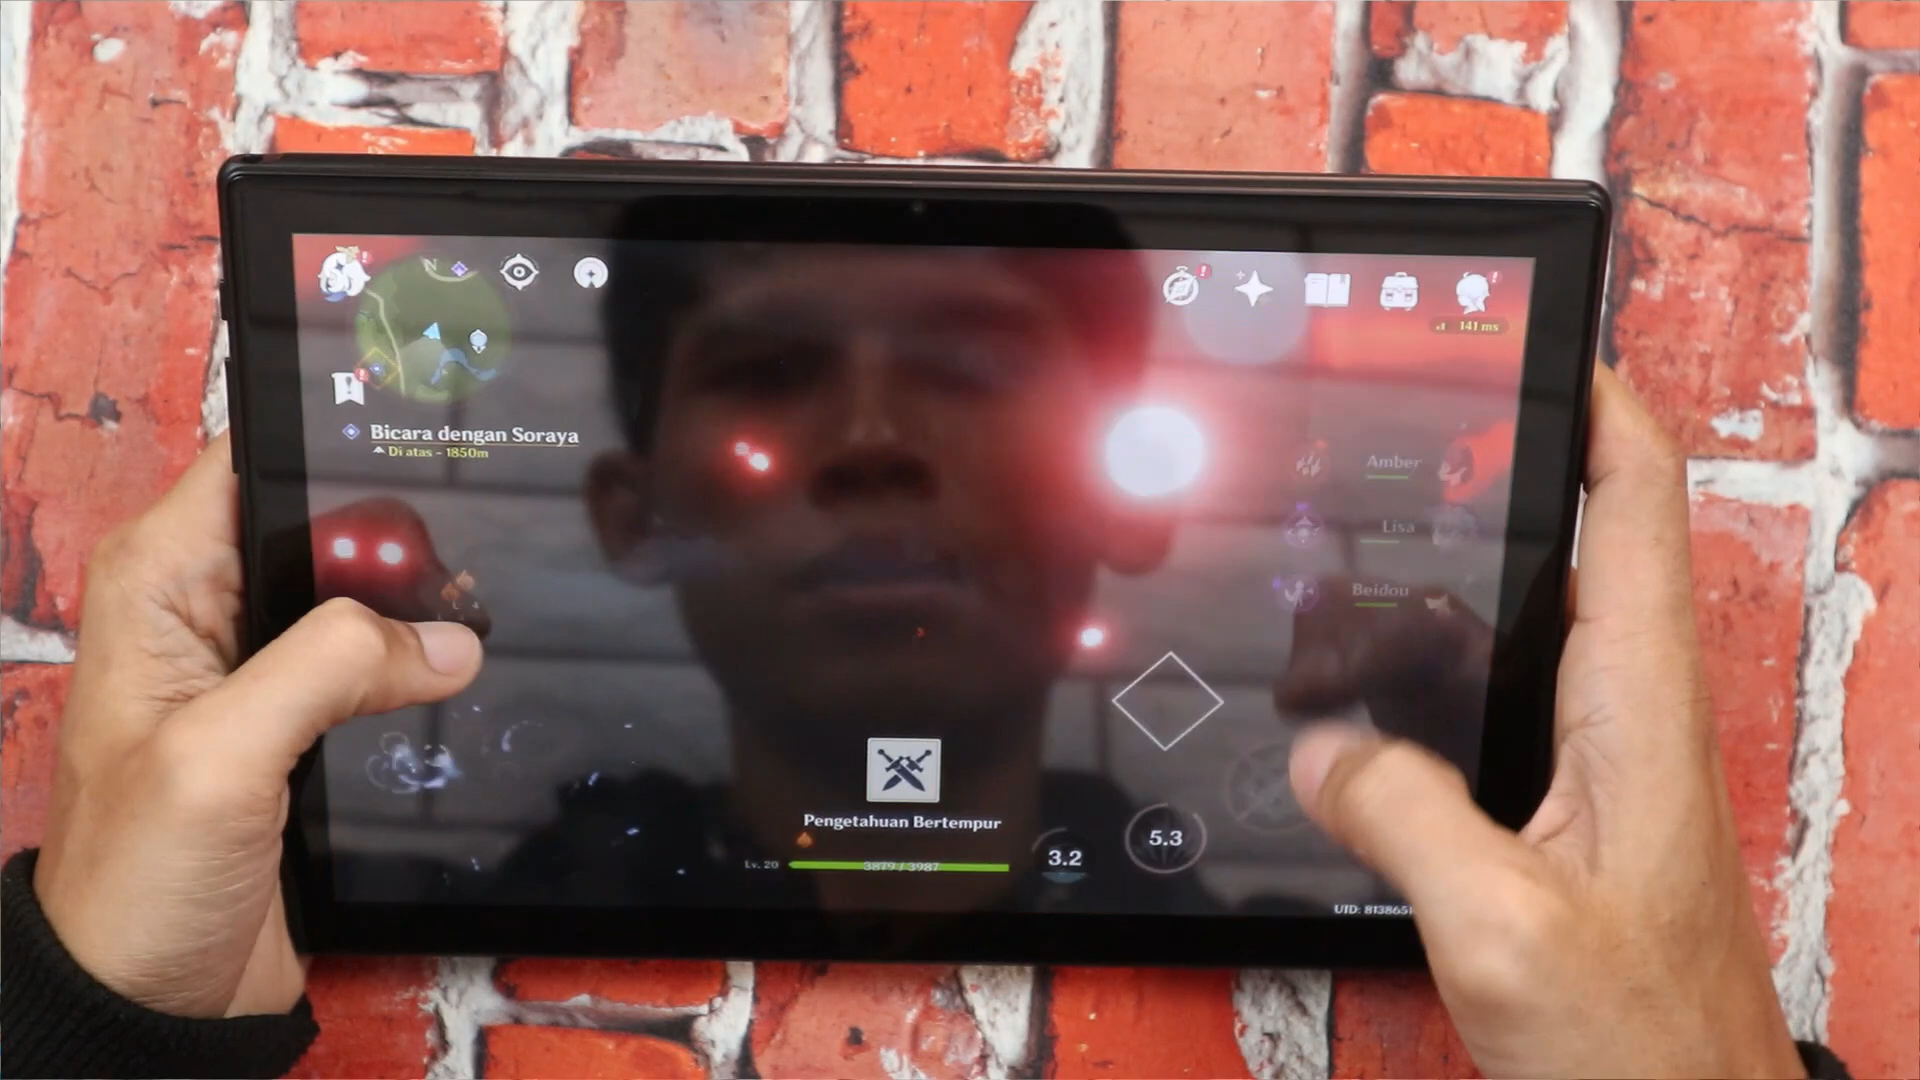 N
141 ms
Bicara dengan Soraya
Di atas - 1850m
Amber
Lisa
Beidou
3
Pengetahuan Bertempur
Lv. 20
3879 / 3987
3.2
5.3
UID: 8138651